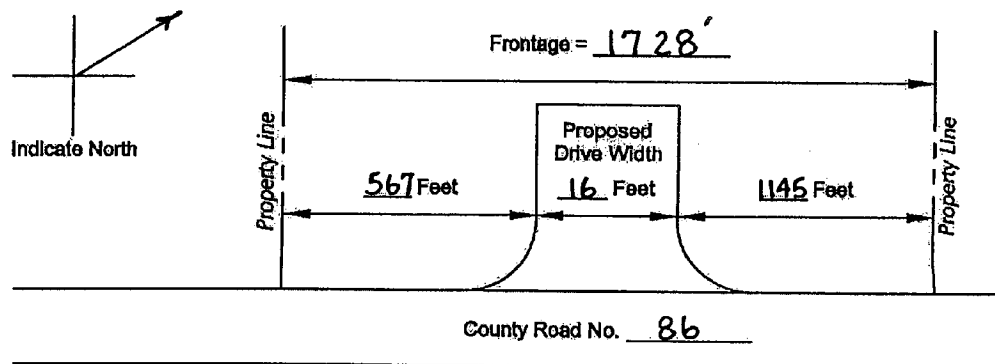 Frontage = 1728'
Indicate North
Property Line
567 Feet
Proposed
Drive Width
16 Feet
1145 Feet
Property Line
County Road No. 86